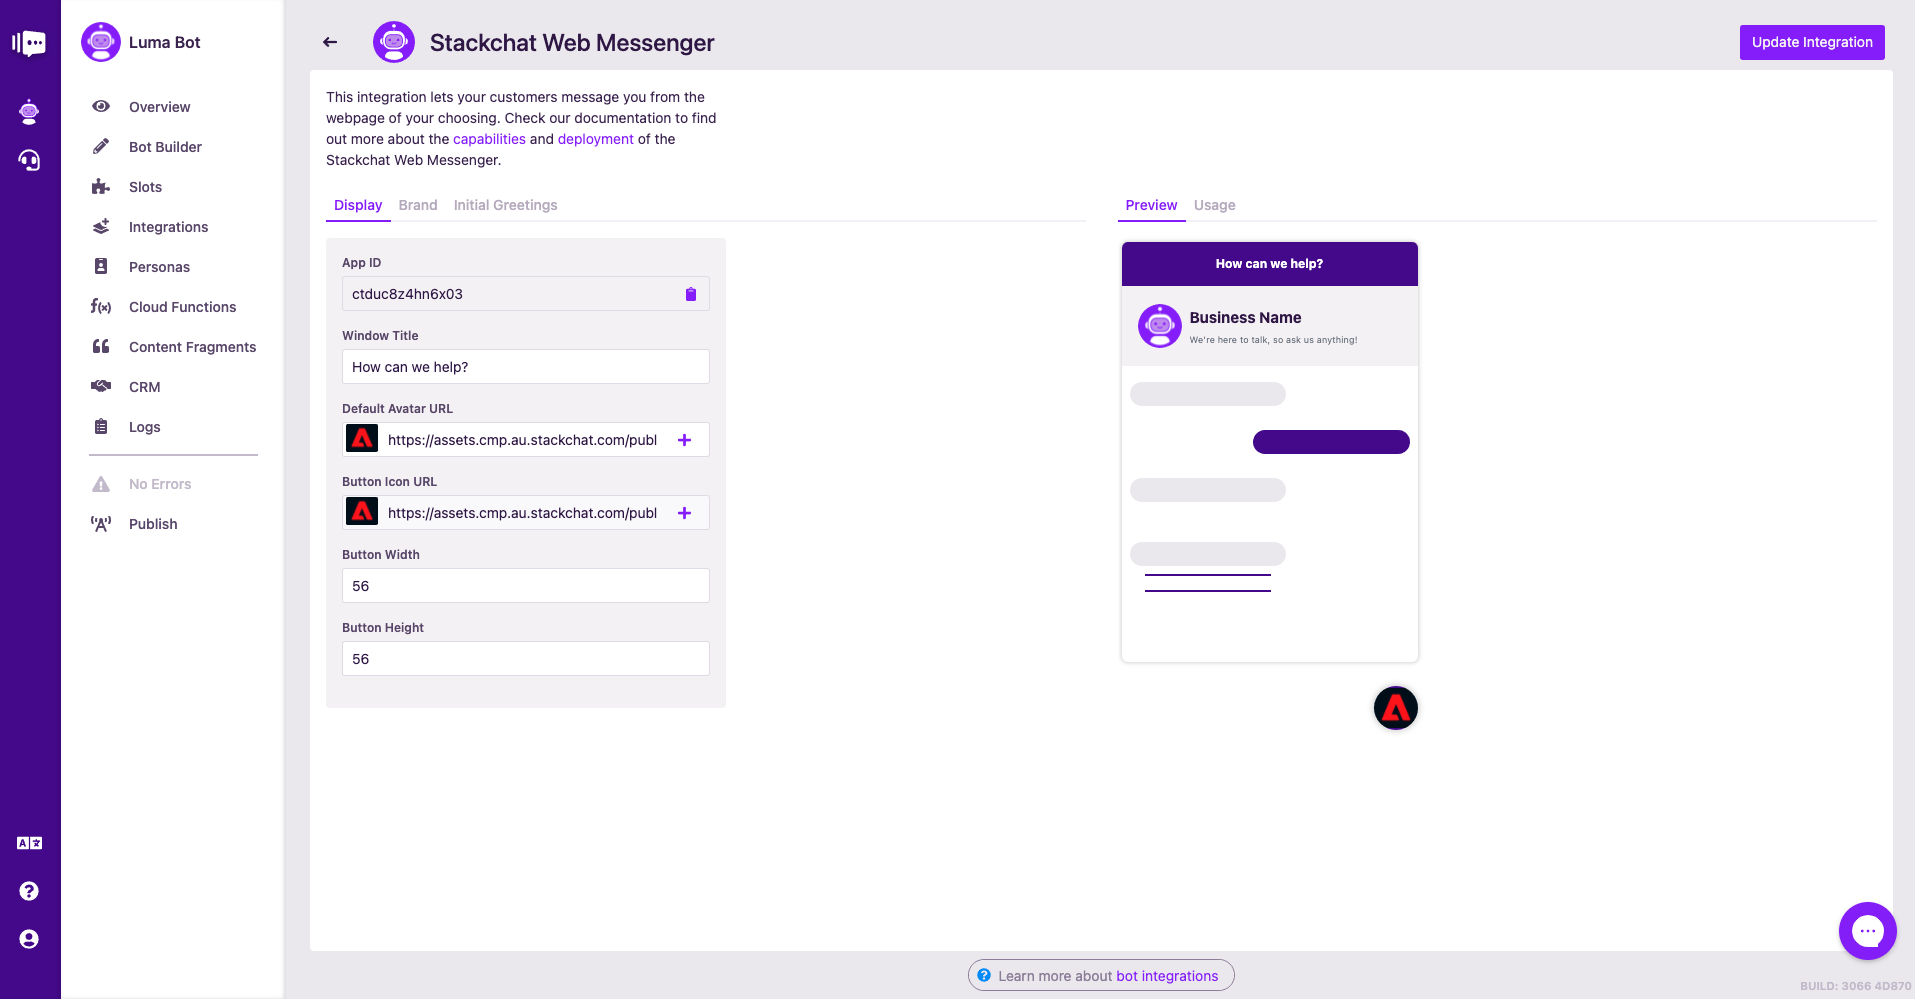 Luma Bot
Overview
Bot Builder
Slots
Integrations
Personas
Cloud Functions
Content Fragments
CRM
Logs
No Errors
Publish
Stackchat Web Messenger
Update Integration
This integration lets your customers message you from the
webpage of your choosing. Check our documentation to find
out more about the capabilities and deployment of the
Stackchat Web Messenger.
Display Brand Initial Greetings
App ID
ctduc8z4hn6x03
Window Title
How can we help?
Default Avatar URL
https://assets.cmp.au.stackchat.com/publ
Button Icon URL
https://assets.cmp.au.stackchat.com/publ
Button Width
56
Button Height
56
Preview Usage
How can we help?
Business Name
We're here to talk, so ask us anything!
Learn more about bot integrations
BUILD: 3066 4D870